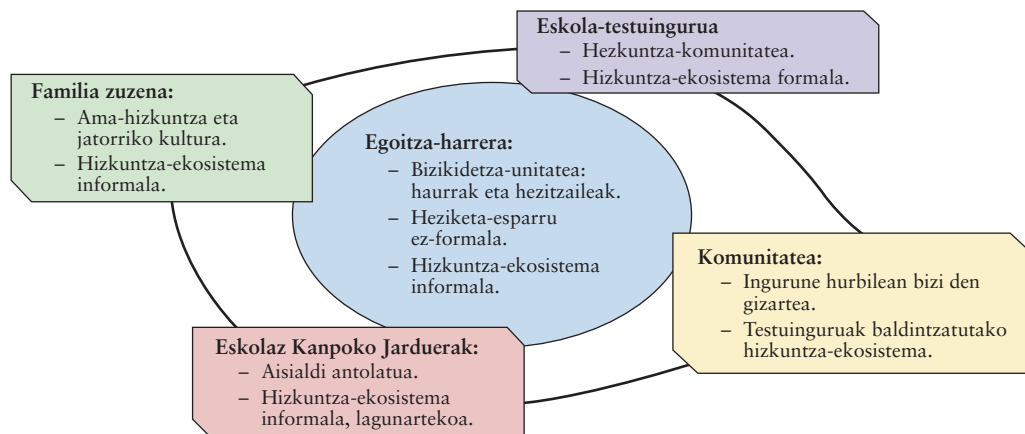 Eskola-testuingurua
– Hezkuntza-komunitatea.
– Hizkuntza-ekosistema formala.
Familia zuzena:
– Ama-hizkuntza eta
jatorriko kultura.
– Hizkuntza-ekosistema
informala.
Egoitza-harrera:
– Bizikidetza-unitatea:
haurrak eta hezitzaileak.
– Heziketa-esparru
ez-formala.
– Hizkuntza-ekosistema
informala.
Komunitatea:
– Ingurune hurbilean bizi den
gizartea.
– Testuinguruak baldintzatutako
hizkuntza-ekosistema.
Eskolaz Kanpoko Jarduerak:
– Aisialdi antolatua.
– Hizkuntza-ekosistema
informala, lagunartekoa.